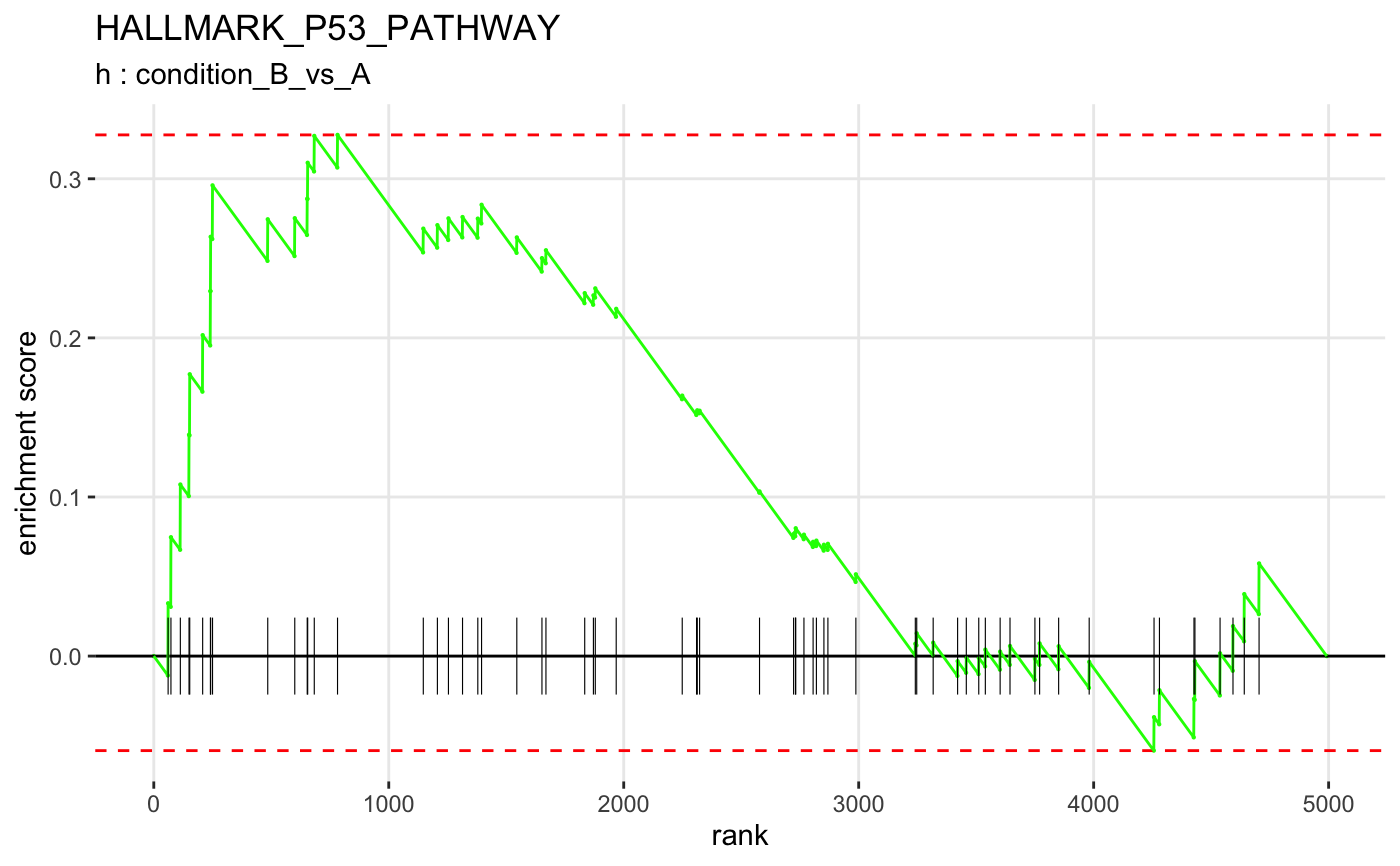 HALLMARK_P53_PATHWAY
h : condition_B_vs_A
enrichment score
0.3
0.2
0.1
0.0
0
1000
2000
3000
4000
5000
rank